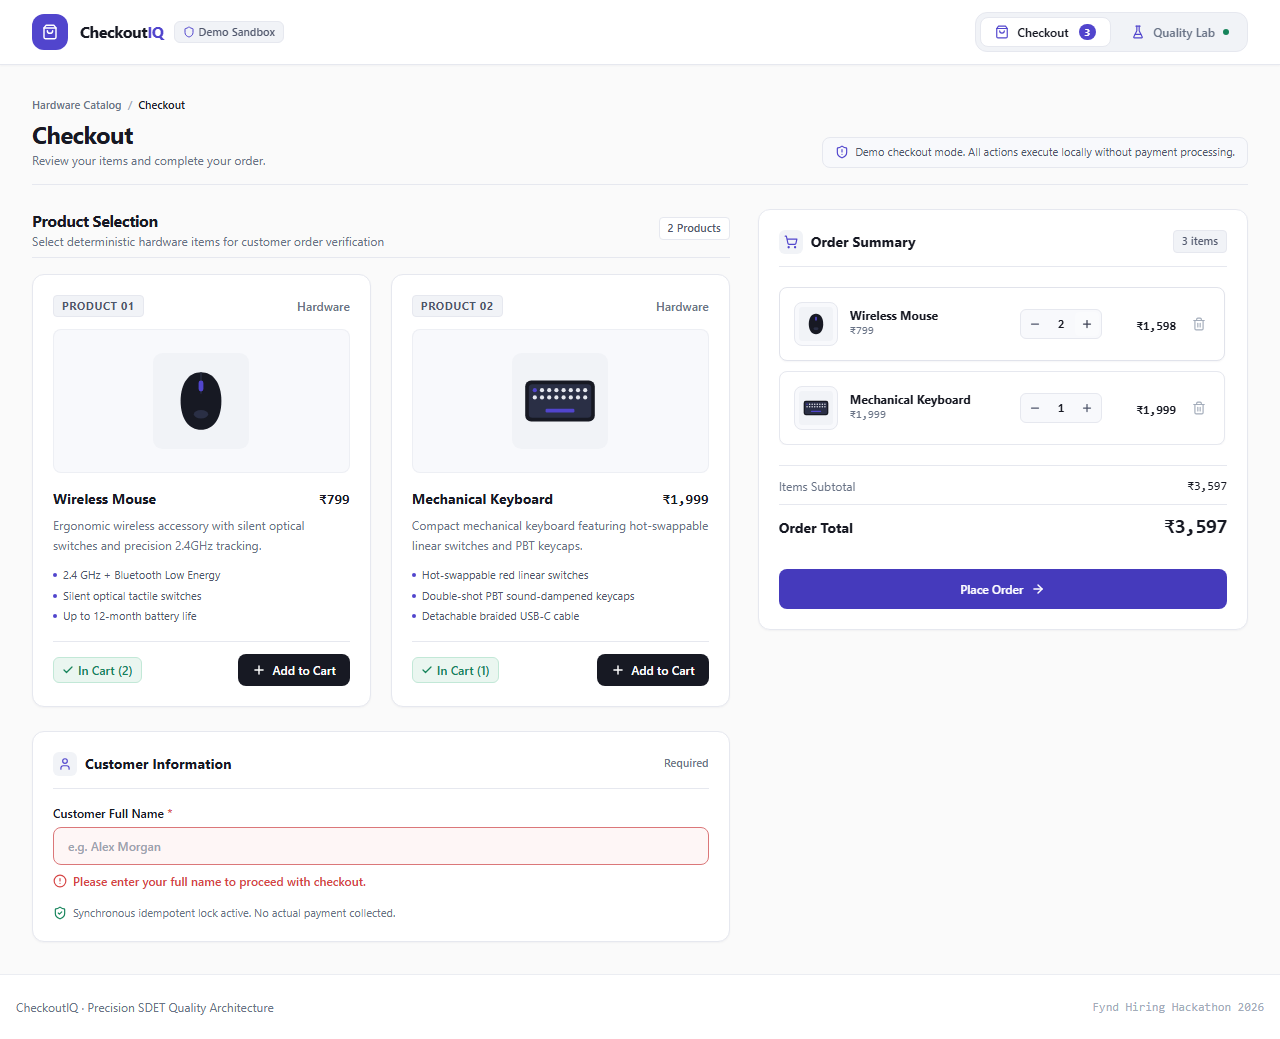 CheckoutIQ
Demo Sandbox
Checkout 3
Quality Lab
Hardware Catalog / Checkout
Checkout
Review your items and complete your order.
Demo checkout mode. All actions execute locally without payment processing.
Product Selection
Select deterministic hardware items for customer order verification
2 Products
PRODUCT 01
Hardware
Wireless Mouse
₹799
Ergonomic wireless accessory with silent optical
switches and precision 2.4GHz tracking.
2.4 GHz + Bluetooth Low Energy
Silent optical tactile switches
Up to 12-month battery life
In Cart (2)
+ Add to Cart
PRODUCT 02
Hardware
Mechanical Keyboard
₹1,999
Compact mechanical keyboard featuring hot-swappable
linear switches and PBT keycaps.
Hot-swappable red linear switches
Double-shot PBT sound-dampened keycaps
Detachable braided USB-C cable
In Cart (1)
+ Add to Cart
Customer Information
Required
Customer Full Name *
e.g. Alex Morgan
Please enter your full name to proceed with checkout.
Synchronous idempotent lock active. No actual payment collected.
Order Summary
3 items
Wireless Mouse
₹799
− 2 +
₹1,598
Mechanical Keyboard
₹1,999
− 1 +
₹1,999
Items Subtotal
₹3,597
Order Total
₹3,597
Place Order →
CheckoutIQ · Precision SDET Quality Architecture
Fynd Hiring Hackathon 2026